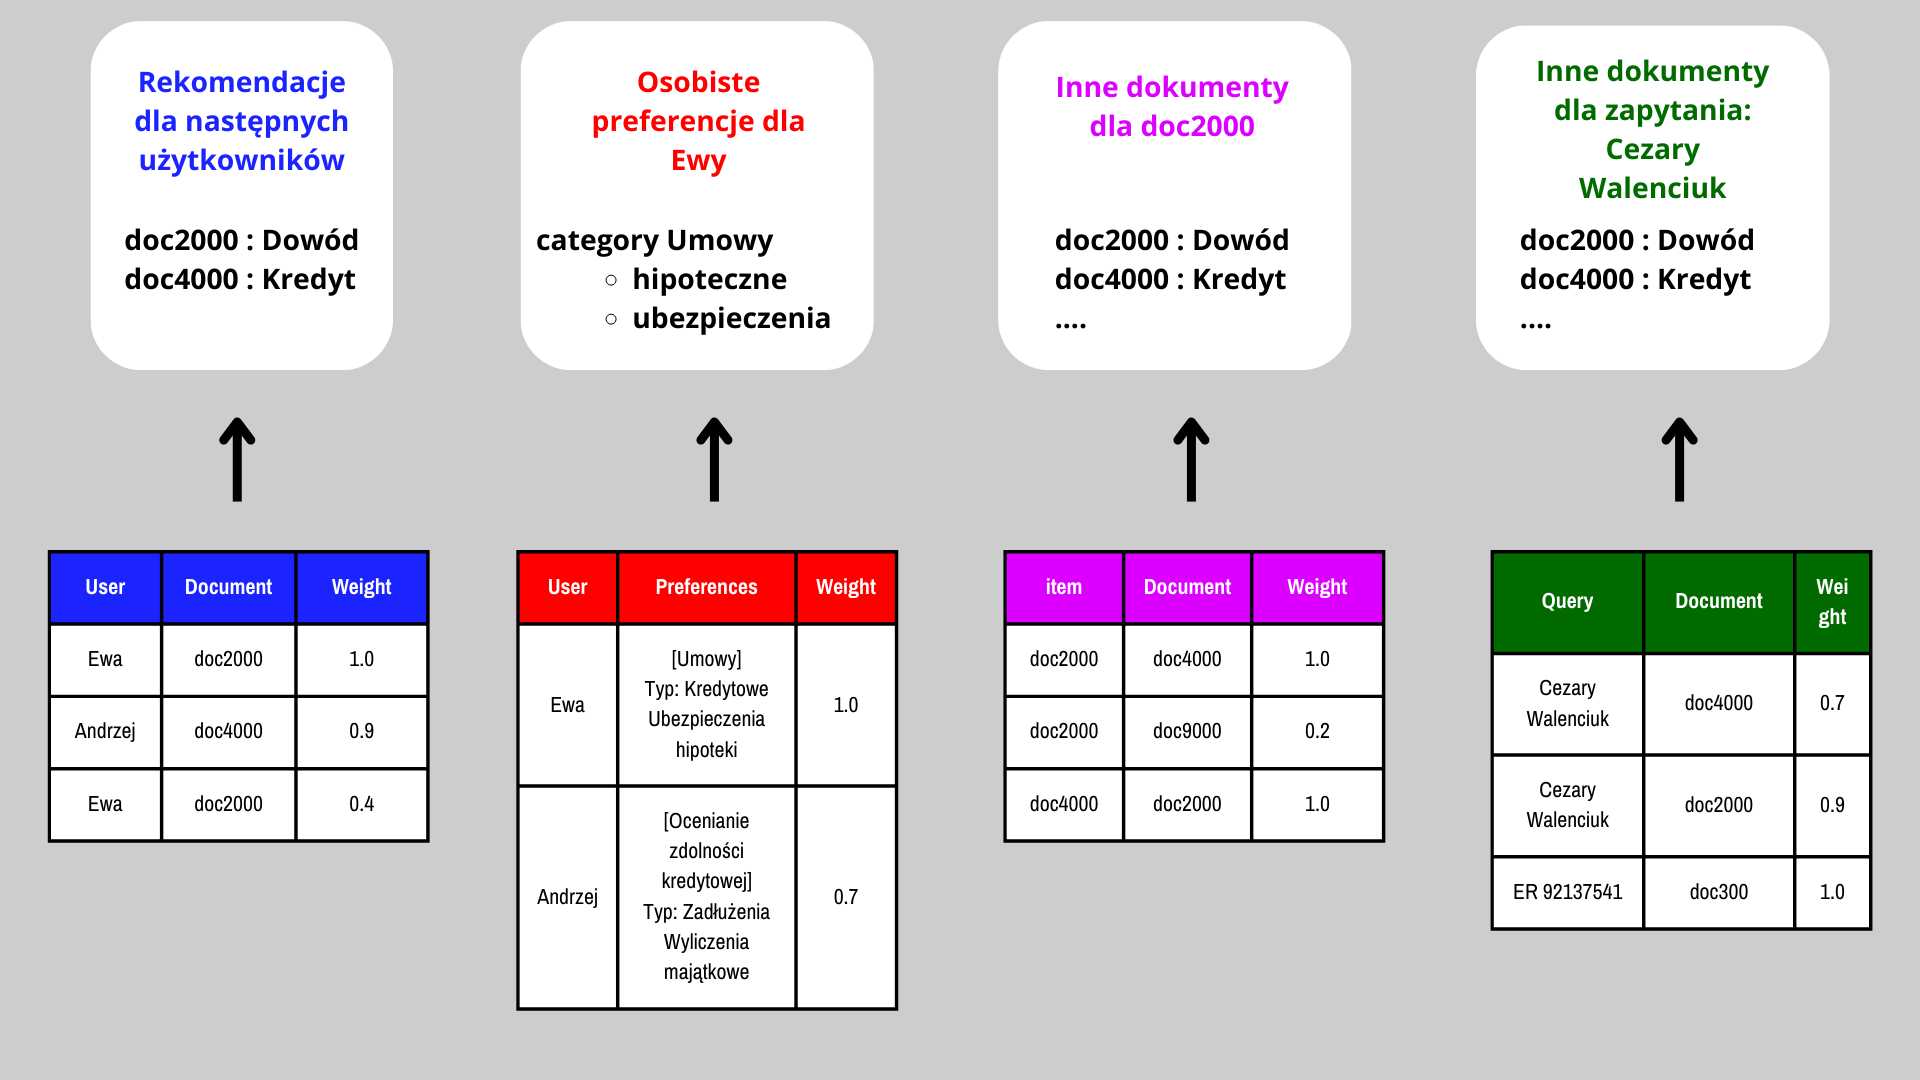 Rekomendacje
dla następnych
użytkowników
doc2000 : Dowód
doc4000 : Kredyt
Osobiste
preferencje dla
Ewy
category Umowy
hipoteczne
ubezpieczenia
Inne dokumenty
dla doc2000
doc2000 : Dowód
doc4000 : Kredyt
....
Inne dokumenty
dla zapytania:
Cezary
Walenciuk
doc2000 : Dowód
doc4000 : Kredyt
....
User Document Weight
Ewa doc2000 1.0
Andrzej doc4000 0.9
Ewa doc2000 0.4
User Preferences Weight
[Umowy]
Typ: Kredytowe
Ewa 1.0
Ubezpieczenia
hipoteki
[Ocenianie
zdolności
kredytowej]
Andrzej 0.7
Typ: Zadłużenia
Wyliczenia
majątkowe
item Document Weight
doc2000 doc4000 1.0
doc2000 doc9000 0.2
doc4000 doc2000 1.0
Query Document Wei
ght
Cezary
Walenciuk
doc4000 0.7
Cezary
Walenciuk
doc2000 0.9
ER 92137541 doc300 1.0